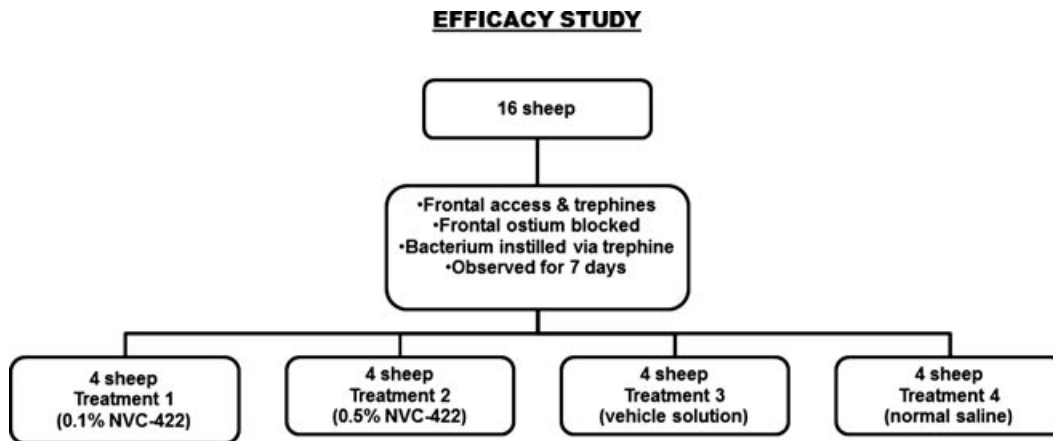 EFFICACY STUDY
16 sheep
•Frontal access & trephines
•Frontal ostium blocked
•Bacterium instilled via trephine
•Observed for 7 days
4 sheep
Treatment 1
(0.1% NVC-422)
4 sheep
Treatment 2
(0.5% NVC-422)
4 sheep
Treatment 3
(vehicle solution)
4 sheep
Treatment 4
(normal saline)